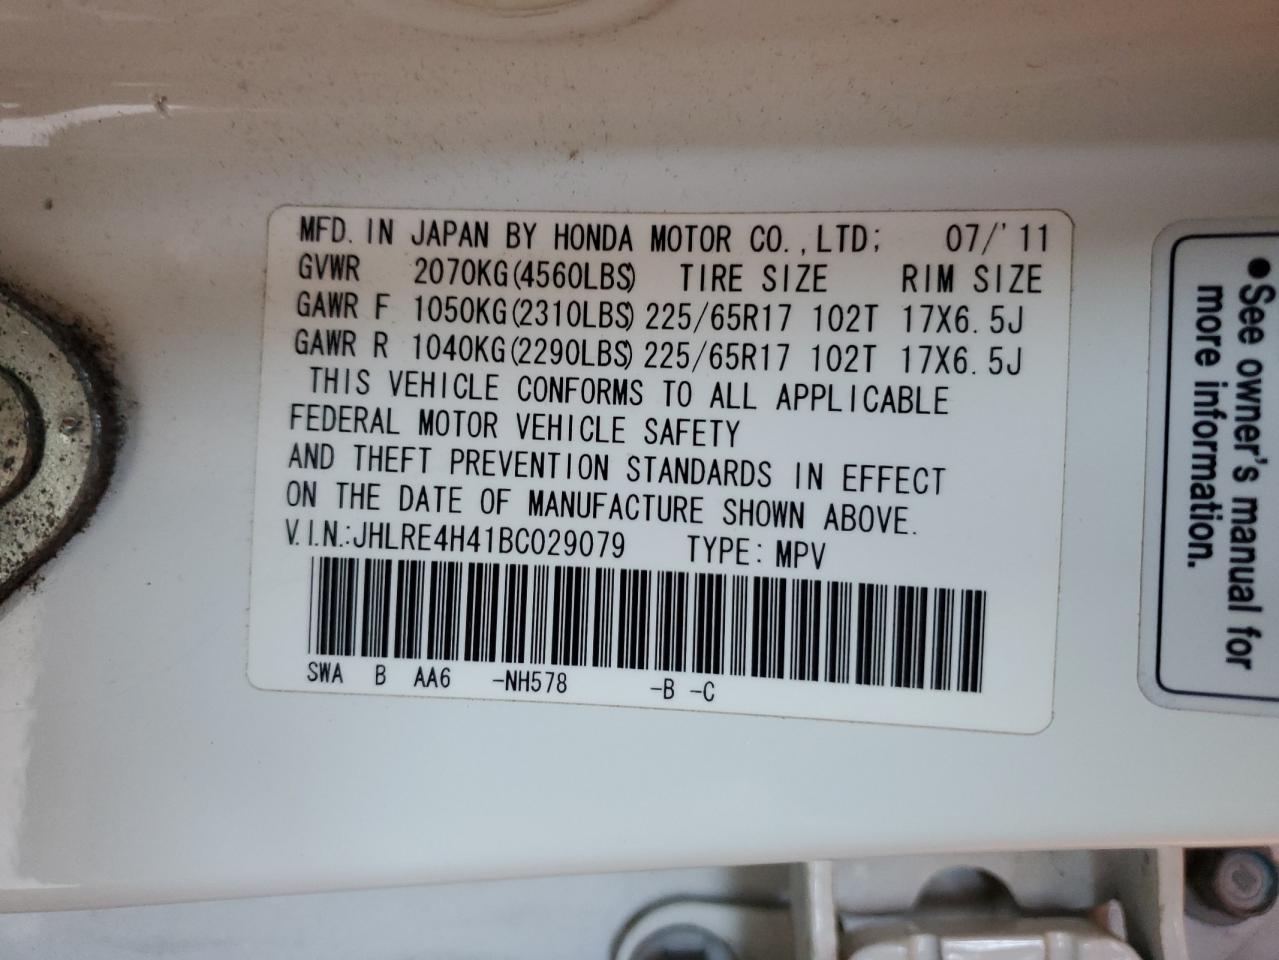 MFD. IN JAPAN BY HONDA MOTOR CO.,LTD; 07/'11
GVWR 2070KG(4560LBS) TIRE SIZE RIM SIZE
GAWR F 1050KG(2310LBS) 225/65R17 102T 17X6.5J
GAWR R 1040KG(2290LBS) 225/65R17 102T 17X6.5J
THIS VEHICLE CONFORMS TO ALL APPLICABLE
FEDERAL MOTOR VEHICLE SAFETY
AND THEFT PREVENTION STANDARDS IN EFFECT
ON THE DATE OF MANUFACTURE SHOWN ABOVE.
V.I.N.:JHLRE4H41BC029079 TYPE: MPV
SWA B AA6 -NH578 -B -C
●See owner's manual for
more information.